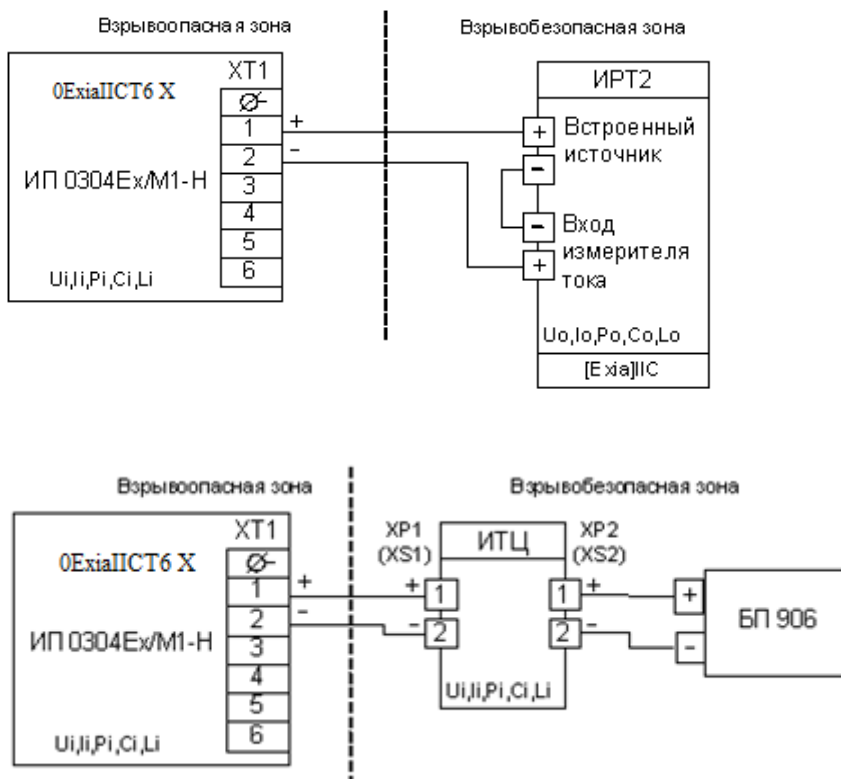 Взрывоопасная зона
Взрывобезопасная зона
0ExiaIICT6 X
XT1
ИП 0304Ex/M1-H
1
2
3
4
5
6
Ui,Ii,Pi,Ci,Li
+
-
ИРТ2
+ Встроенный
источник
-
- Вход
измерителя
+ тока
Uo,Io,Po,Co,Lo
[Exia]IIC
Взрывоопасная зона
Взрывобезопасная зона
0ExiaIICT6 X
XT1
ИП 0304Ex/M1-H
1
2
3
4
5
6
Ui,Ii,Pi,Ci,Li
+
-
XP1
(XS1)
ИТЦ
XP2
(XS2)
+ 1
- 2
1 +
2 -
Ui,Ii,Pi,Ci,Li
+
-
БП 906